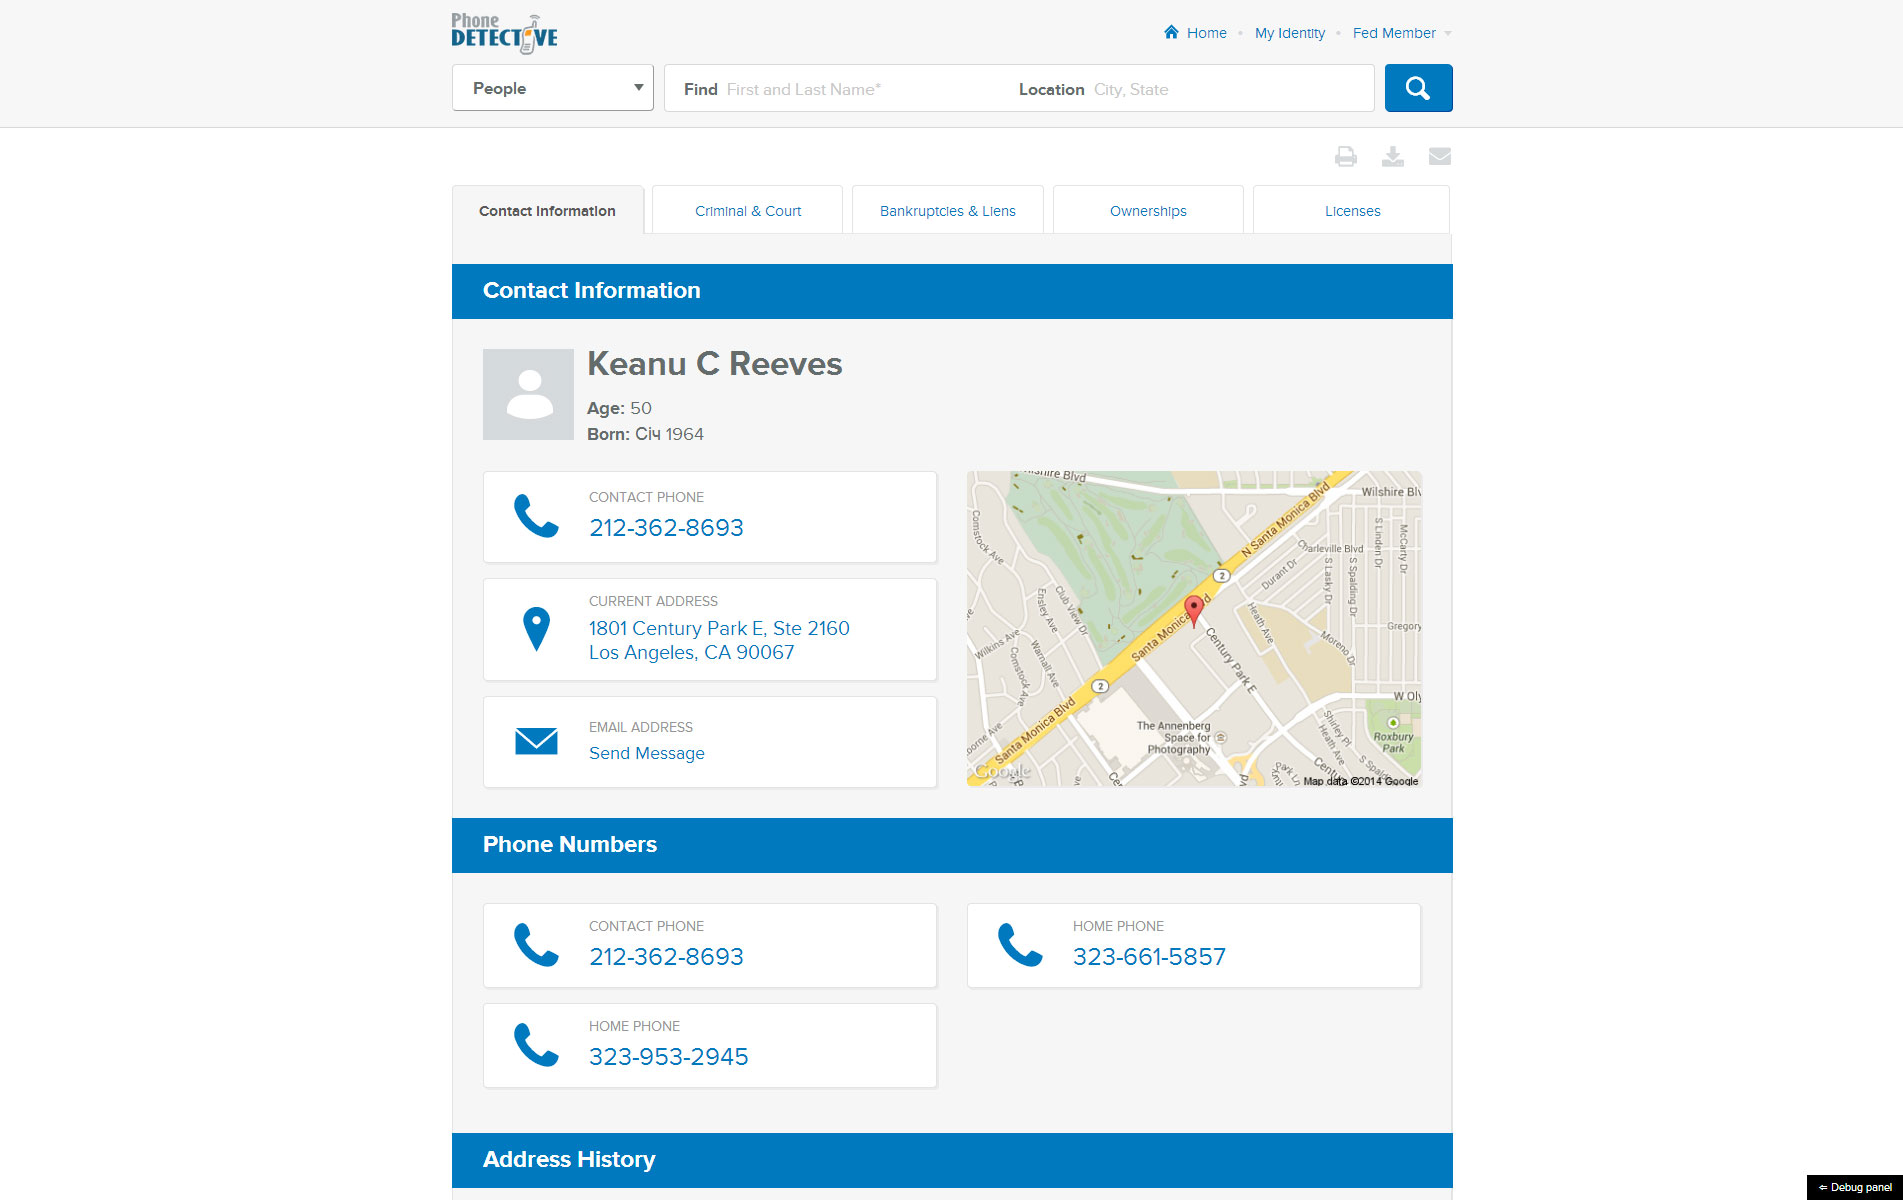 Phone
DETECTIVE
Home
My Identity
Fed Member
People
Find First and Last Name*
Location City, State
Contact Information
Criminal & Court
Bankruptcies & Liens
Ownerships
Licenses
Contact Information
Keanu C Reeves
Age: 50
Born: Січ 1964
CONTACT PHONE
212-362-8693
CURRENT ADDRESS
1801 Century Park E, Ste 2160
Los Angeles, CA 90067
EMAIL ADDRESS
Send Message
Wilshire Blvd
Comstock Ave
N Santa Monica Blvd
Charleville Blvd
S Linden Dr
McCarty Dr
S Lasky Dr
S Spalding Dr
Durant Dr
2
Club View Dr
Ensley Ave
Heath Ave
Gregory
Moreno Dr
Wilkins Ave
Warnall Ave
Comstock Ave
Santa Monica
Century Park E
2
Santa Monica Blvd
The Annenberg
Space for
Photography
Shirley Pl
Heath Ave
Roxbury
Park
Google
Map data ©2014 Google
Phone Numbers
CONTACT PHONE
212-362-8693
HOME PHONE
323-661-5857
HOME PHONE
323-953-2945
Address History
⇐ Debug panel